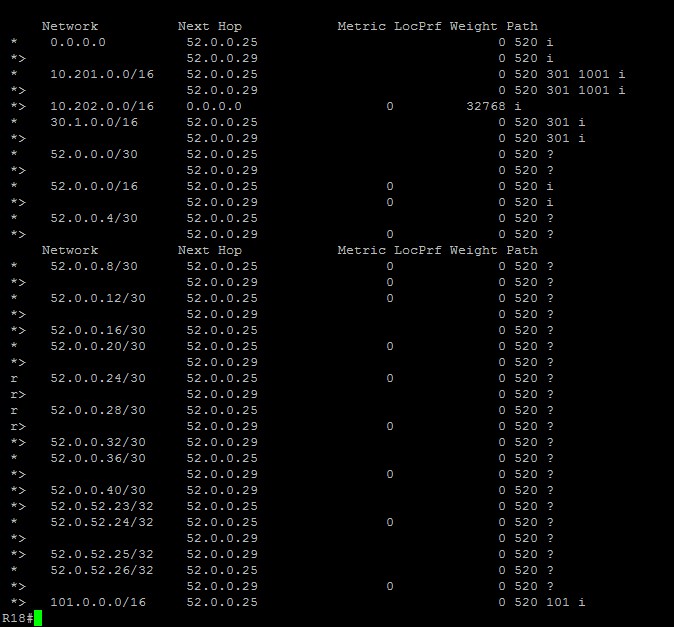 Network          Next Hop            Metric LocPrf Weight Path
 *    0.0.0.0          52.0.0.25                              0 520 i
 *>                    52.0.0.29                              0 520 i
 *    10.201.0.0/16    52.0.0.25                              0 520 301 1001 i
 *>                    52.0.0.29                              0 520 301 1001 i
 *>   10.202.0.0/16    0.0.0.0                  0         32768 i
 *    30.1.0.0/16      52.0.0.25                              0 520 301 i
 *>                    52.0.0.29                              0 520 301 i
 *    52.0.0.0/30      52.0.0.25                              0 520 ?
 *>                    52.0.0.29                              0 520 ?
 *    52.0.0.0/16      52.0.0.25                0             0 520 i
 *>                    52.0.0.29                0             0 520 i
 *    52.0.0.4/30      52.0.0.25                              0 520 ?
 *>                    52.0.0.29                0             0 520 ?
     Network          Next Hop            Metric LocPrf Weight Path
 *    52.0.0.8/30      52.0.0.25                0             0 520 ?
 *>                    52.0.0.29                0             0 520 ?
 *    52.0.0.12/30     52.0.0.25                0             0 520 ?
 *>                    52.0.0.29                              0 520 ?
 *>   52.0.0.16/30     52.0.0.29                              0 520 ?
 *    52.0.0.20/30     52.0.0.25                0             0 520 ?
 *>                    52.0.0.29                              0 520 ?
 r    52.0.0.24/30     52.0.0.25                0             0 520 ?
 r>                    52.0.0.29                              0 520 ?
 r    52.0.0.28/30     52.0.0.25                              0 520 ?
 r>                    52.0.0.29                0             0 520 ?
 *>   52.0.0.32/30     52.0.0.29                              0 520 ?
 *    52.0.0.36/30     52.0.0.25                              0 520 ?
 *>                    52.0.0.29                0             0 520 ?
 *>   52.0.0.40/30     52.0.0.29                              0 520 ?
 *>   52.0.52.23/32    52.0.0.25                              0 520 ?
 *    52.0.52.24/32    52.0.0.25                0             0 520 ?
 *>                    52.0.0.29                              0 520 ?
 *>   52.0.52.25/32    52.0.0.29                              0 520 ?
 *    52.0.52.26/32    52.0.0.25                              0 520 ?
 *>                    52.0.0.29                0             0 520 ?
 *>   101.0.0.0/16     52.0.0.25                              0 520 101 i
R18#